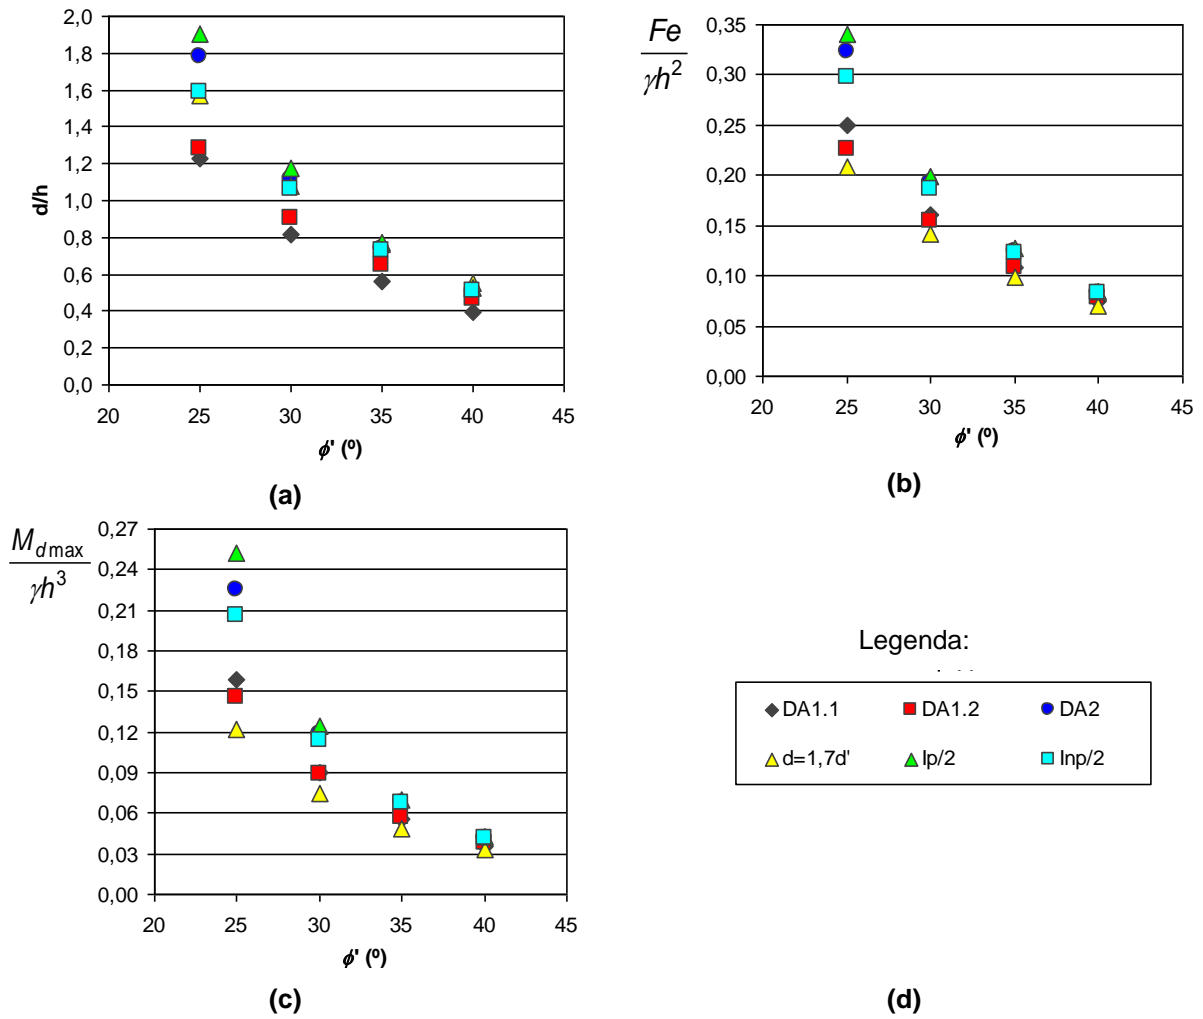 2,0
1,8
1,6
1,4
1,2
1,0
0,8
0,6
0,4
0,2
0,0
d/h
20 25 30 35 40 45
ϕ' (º)
(a)
Fe
γh²
0,35
0,30
0,25
0,20
0,15
0,10
0,05
0,00
20 25 30 35 40 45
ϕ' (º)
(b)
M_{d max}
γh³
0,27
0,24
0,21
0,18
0,15
0,12
0,09
0,06
0,03
0,00
20 25 30 35 40 45
ϕ' (º)
(c)
Legenda:
DA1.1 DA1.2 DA2
d=1,7d' Ip/2 Inp/2
(d)